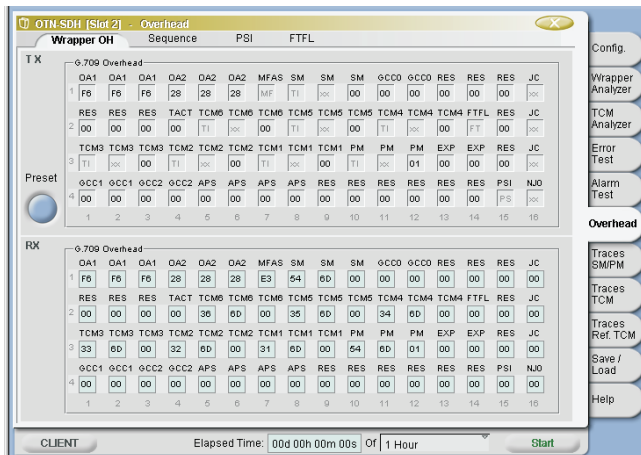 OTN-SDH [Slot 2] - Overhead
Wrapper OH Sequence PSI FTFL
TX
G.709 Overhead
OA1 OA1 OA1 OA2 OA2 OA2 MFAS SM SM SM GCC0 GCC0 RES RES RES JC
1 F6 F6 F6 28 28 28 MF TI xx 00 00 00 00 00 00 xx
RES RES RES TACT TCM6 TCM6 TCM6 TCM5 TCM5 TCM5 TCM4 TCM4 TCM4 FTFL RES JC
2 00 00 00 00 TI xx 00 TI xx 00 TI xx 00 FT 00 xx
TCM3 TCM3 TCM3 TCM2 TCM2 TCM2 TCM1 TCM1 TCM1 PM PM PM EXP EXP RES JC
3 TI xx 00 TI xx 00 TI xx 00 TI xx 01 00 00 00 xx
Preset
GCC1 GCC1 GCC2 GCC2 APS APS APS APS RES RES RES RES RES RES PSI NJO
4 00 00 00 00 00 00 00 00 00 00 00 00 00 00 PS xx
1 2 3 4 5 6 7 8 9 10 11 12 13 14 15 16
RX
G.709 Overhead
OA1 OA1 OA1 OA2 OA2 OA2 MFAS SM SM SM GCC0 GCC0 RES RES RES JC
1 F6 F6 F6 28 28 28 E3 54 6D 00 00 00 00 00 00 00
RES RES RES TACT TCM6 TCM6 TCM6 TCM5 TCM5 TCM5 TCM4 TCM4 TCM4 FTFL RES JC
2 00 00 00 00 36 6D 00 35 6D 00 34 6D 00 00 00 00
TCM3 TCM3 TCM3 TCM2 TCM2 TCM2 TCM1 TCM1 TCM1 PM PM PM EXP EXP RES JC
3 33 6D 00 32 6D 00 31 6D 00 54 6D 01 00 00 00 00
GCC1 GCC1 GCC2 GCC2 APS APS APS APS RES RES RES RES RES RES PSI NJO
4 00 00 00 00 00 00 00 00 00 00 00 00 00 00 00 00
1 2 3 4 5 6 7 8 9 10 11 12 13 14 15 16
CLIENT Elapsed Time: 00d 00h 00m 00s Of 1 Hour Start
Config.
Wrapper
Analyzer
TCM
Analyzer
Error
Test
Alarm
Test
Overhead
Traces
SM/PM
Traces
TCM
Traces
Ref. TCM
Save /
Load
Help